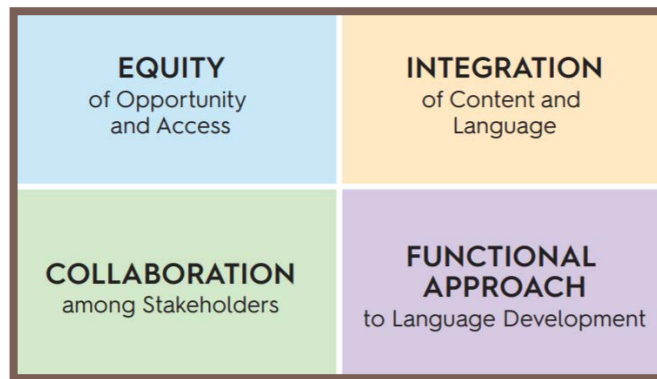 EQUITY
of Opportunity
and Access
INTEGRATION
of Content and
Language
COLLABORATION
among Stakeholders
FUNCTIONAL
APPROACH
to Language Development